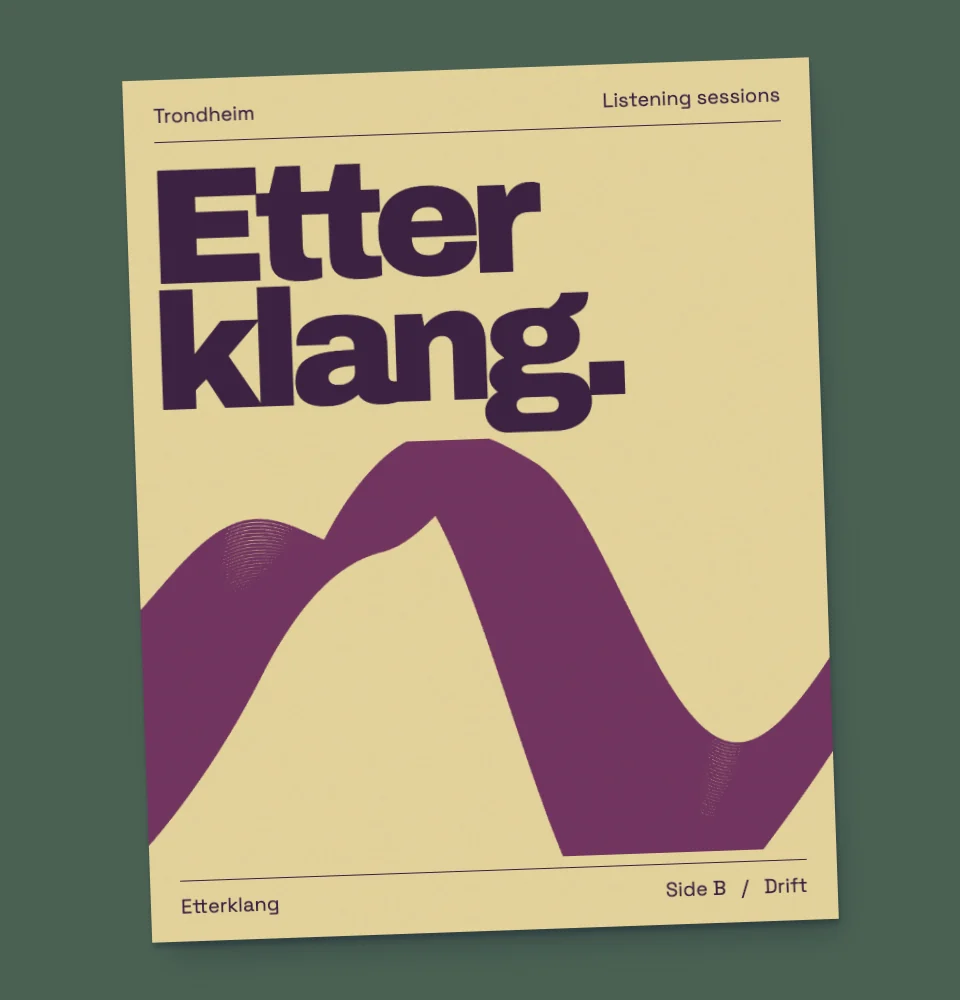 Trondheim
Listening sessions
Etter
klang.
Etterklang
Side B / Drift